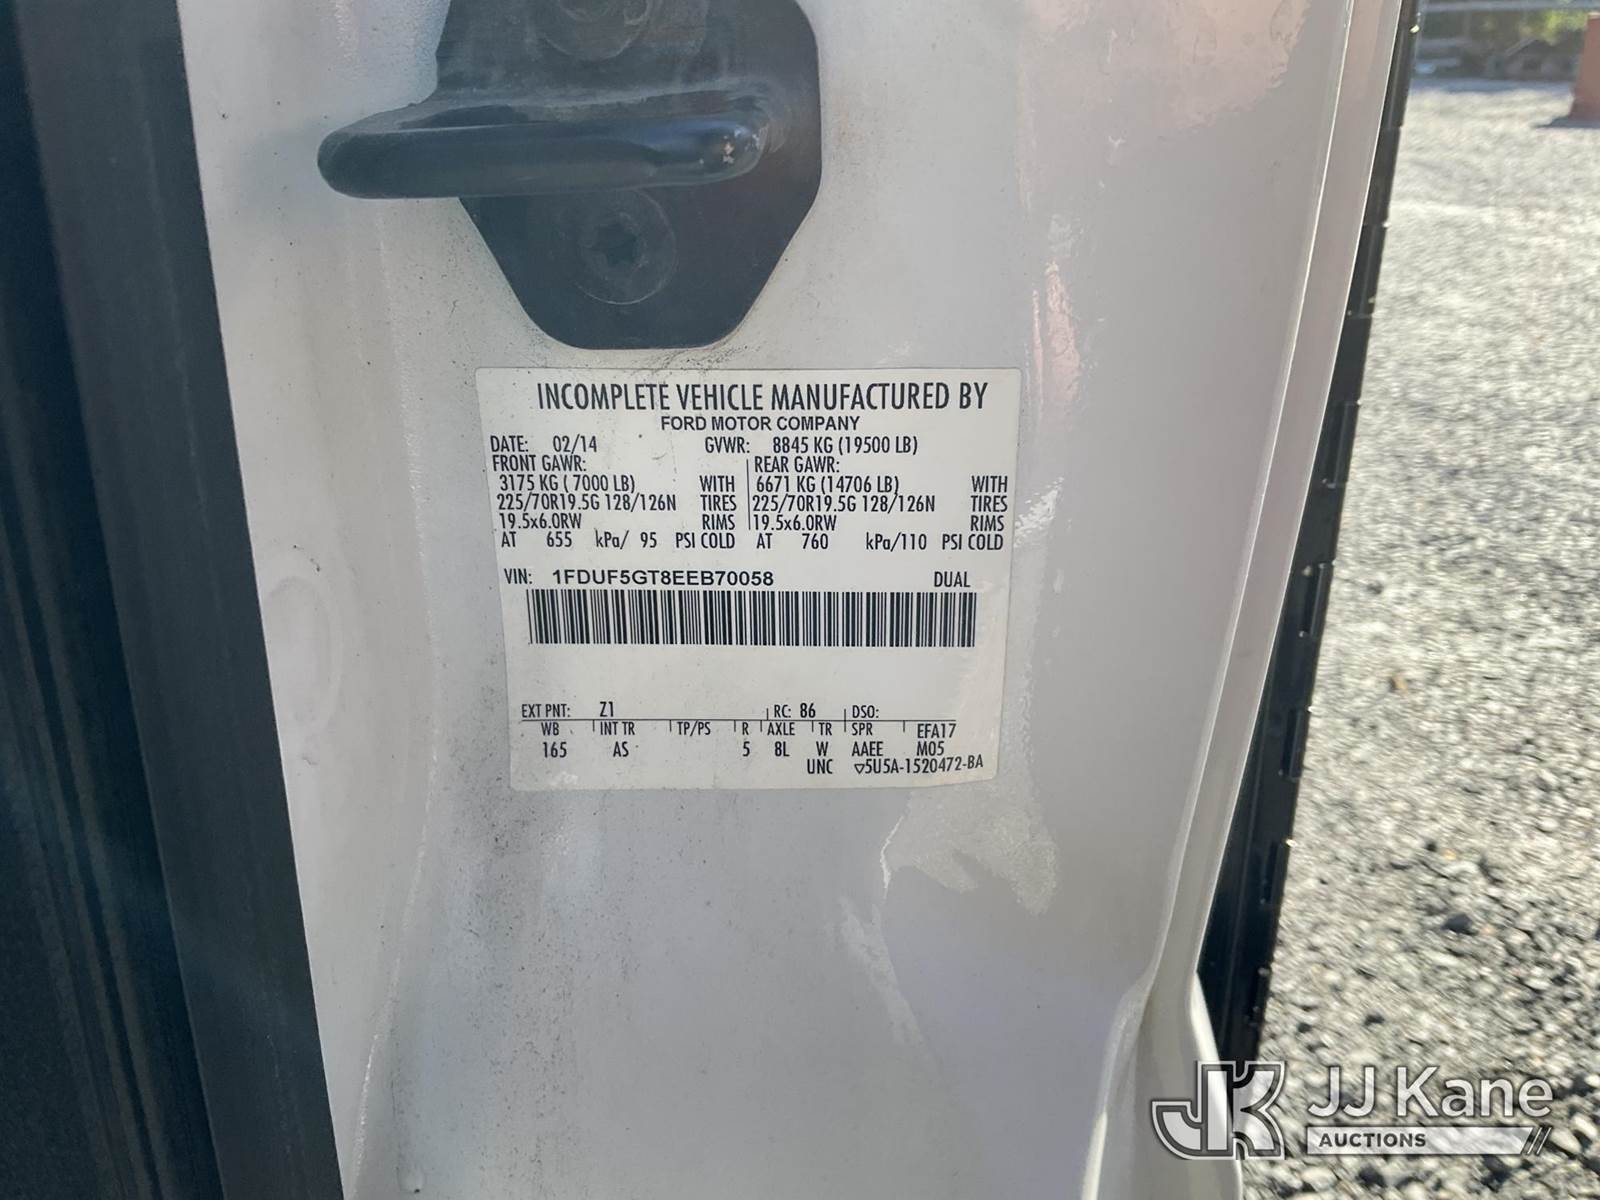 INCOMPLETE VEHICLE MANUFACTURED BY
FORD MOTOR COMPANY
DATE: 02/14 GVWR: 8845 KG (19500 LB)
FRONT GAWR: REAR GAWR:
3175 KG ( 7000 LB) WITH 6671 KG (14706 LB) WITH
225/70R19.5G 128/126N TIRES 225/70R19.5G 128/126N TIRES
19.5x6.0RW RIMS 19.5x6.0RW RIMS
AT 655 kPa/ 95 PSI COLD AT 760 kPa/110 PSI COLD
VIN: 1FDUF5GT8EEB70058 DUAL
EXT PNT: Z1 RC: 86 DSO:
WB INT TR TP/PS R AXLE TR SPR EFA17
165 AS 5 8L W AAEE M05
UNC ▽5U5A-1520472-BA
JK JJ Kane
AUCTIONS